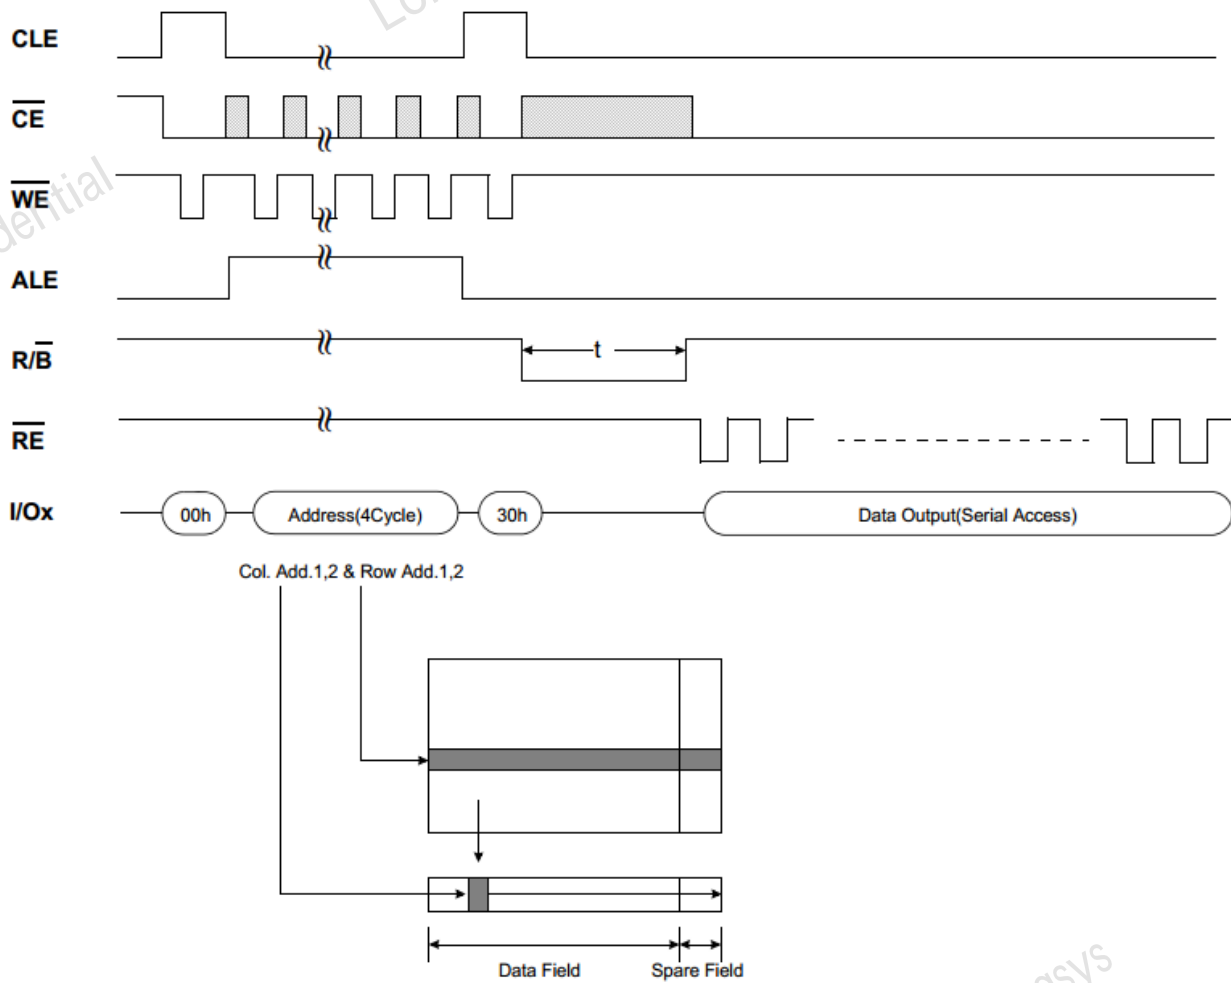 CLE
CE
WE
ALE
R/B
t
RE
I/Ox
00h
Address(4Cycle)
30h
Data Output(Serial Access)
Col. Add.1,2 & Row Add.1,2
Data Field
Spare Field